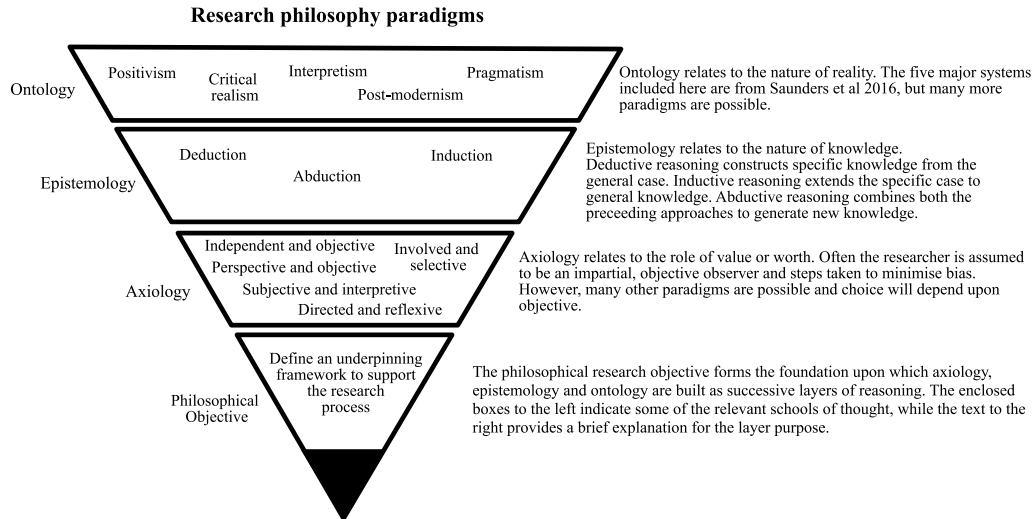 Research philosophy paradigms
Ontology
Positivism
Critical
realism
Interpretism
Post-modernism
Pragmatism
Ontology relates to the nature of reality. The five major systems
included here are from Saunders et al 2016, but many more
paradigms are possible.
Epistemology
Deduction
Abduction
Induction
Epistemology relates to the nature of knowledge.
Deductive reasoning constructs specific knowledge from the
general case. Inductive reasoning extends the specific case to
general knowledge. Abductive reasoning combines both the
preceeding approaches to generate new knowledge.
Axiology
Independent and objective
Perspective and objective
Involved and
selective
Subjective and interpretive
Directed and reflexive
Axiology relates to the role of value or worth. Often the researcher is assumed
to be an impartial, objective observer and steps taken to minimise bias.
However, many other paradigms are possible and choice will depend upon
objective.
Philosophical
Objective
Define an underpinning
framework to support
the research
process
The philosophical research objective forms the foundation upon which axiology,
epistemology and ontology are built as successive layers of reasoning. The enclosed
boxes to the left indicate some of the relevant schools of thought, while the text to the
right provides a brief explanation for the layer purpose.